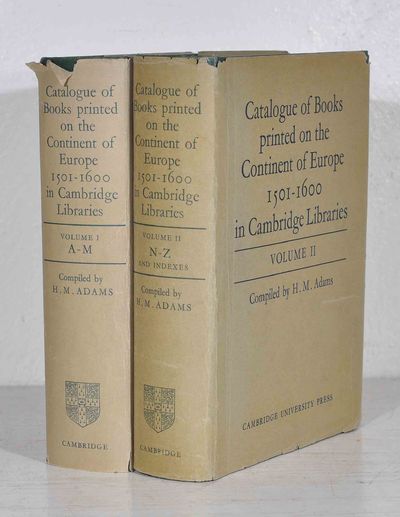 Catalogue of
Books printed
on the
Continent of
Europe
1501-1600
in Cambridge
Libraries
VOLUME I
A-M
Compiled by
H. M. ADAMS
CAMBRIDGE
Catalogue of
Books printed
on the
Continent of
Europe
1501-1600
in Cambridge
Libraries
VOLUME II
N-Z
AND INDEXES
Compiled by
H. M. ADAMS
CAMBRIDGE
Catalogue of Books
printed on the
Continent of Europe
1501-1600
in Cambridge Libraries
VOLUME II
Compiled by H. M. Adams
CAMBRIDGE UNIVERSITY PRESS